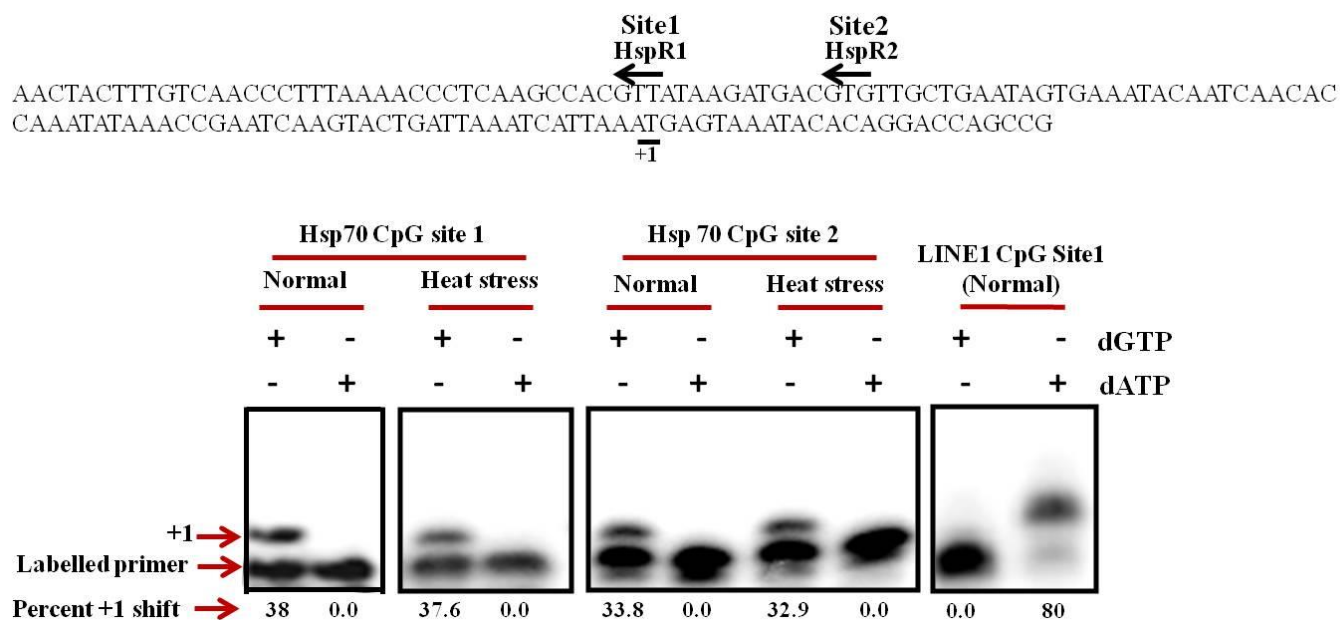 Site1 Site2
HspR1 HspR2
AACTACTTTGTCAACCCTTTAAAACCCTCAAGCCACGTTATAAGATGACGTGTTGCTGAATAGTGAAATACAATCAACAC
CAAATATAAACCGAATCAAGTACTGATTAAATCATTAAATGAGTAAATACACAGGACCAGCCG
+1
Hsp70 CpG site 1 Hsp 70 CpG site 2 LINE1 CpG Site1
Normal Heat stress Normal Heat stress (Normal)
+ - + - + - + - + - dGTP
- + - + - + - + - + dATP
+1
Labelled primer
Percent +1 shift 38 0.0 37.6 0.0 33.8 0.0 32.9 0.0 0.0 80